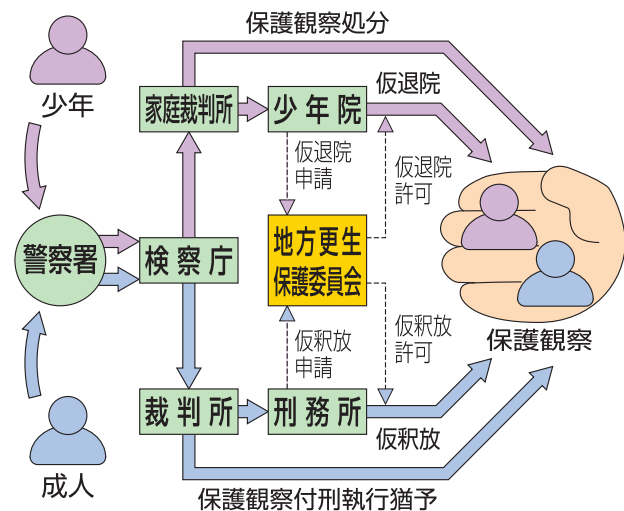 保護観察処分
少年
家庭裁判所
少年院
仮退院
仮退院
申請
仮退院
許可
警察署
検察庁
地方更生
保護委員会
保護観察
仮釈放
申請
仮釈放
許可
裁判所
刑務所
仮釈放
成人
保護観察付刑執行猶予